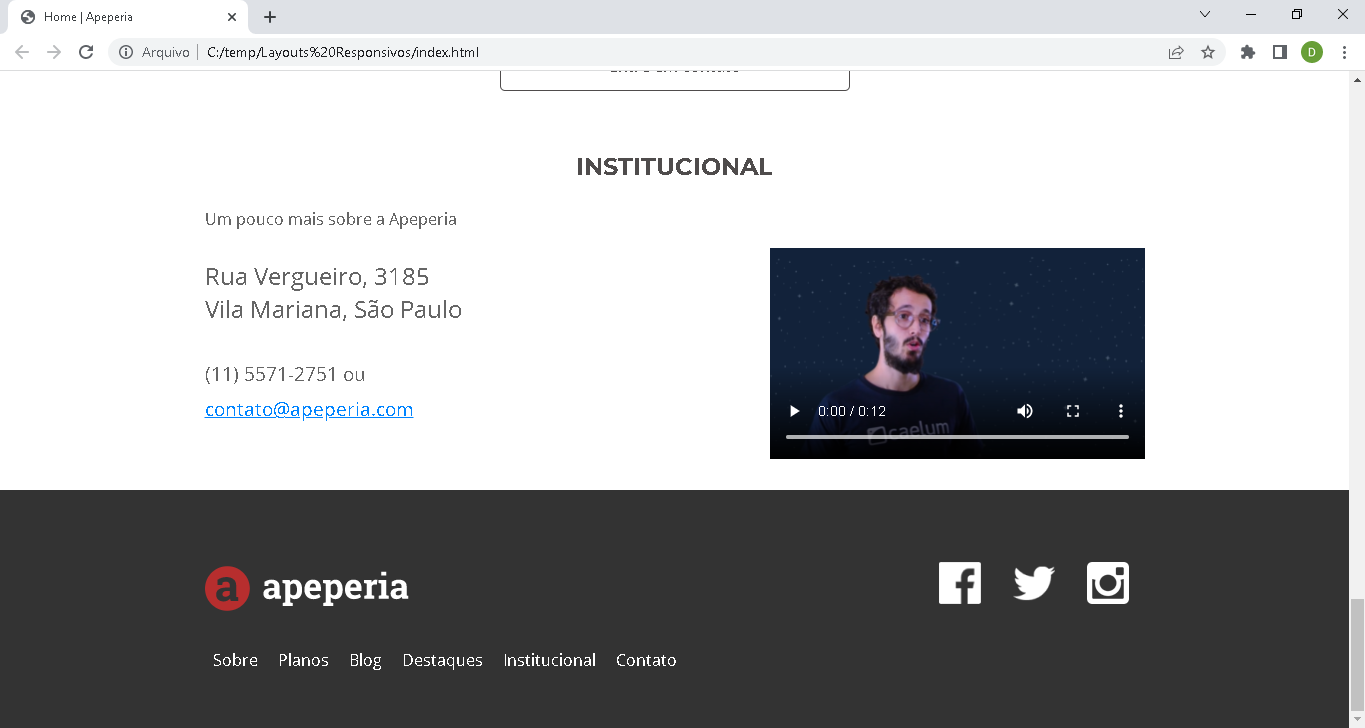 Home | Apeperia
Arquivo
C:/temp/Layouts%20Responsivos/index.html
D
INSTITUCIONAL
Um pouco mais sobre a Apeperia
Rua Vergueiro, 3185
Vila Mariana, São Paulo
(11) 5571-2751 ou
contato@apeperia.com
caelum
0:00 / 0:12
a apeperia
Sobre Planos Blog Destaques Institucional Contato